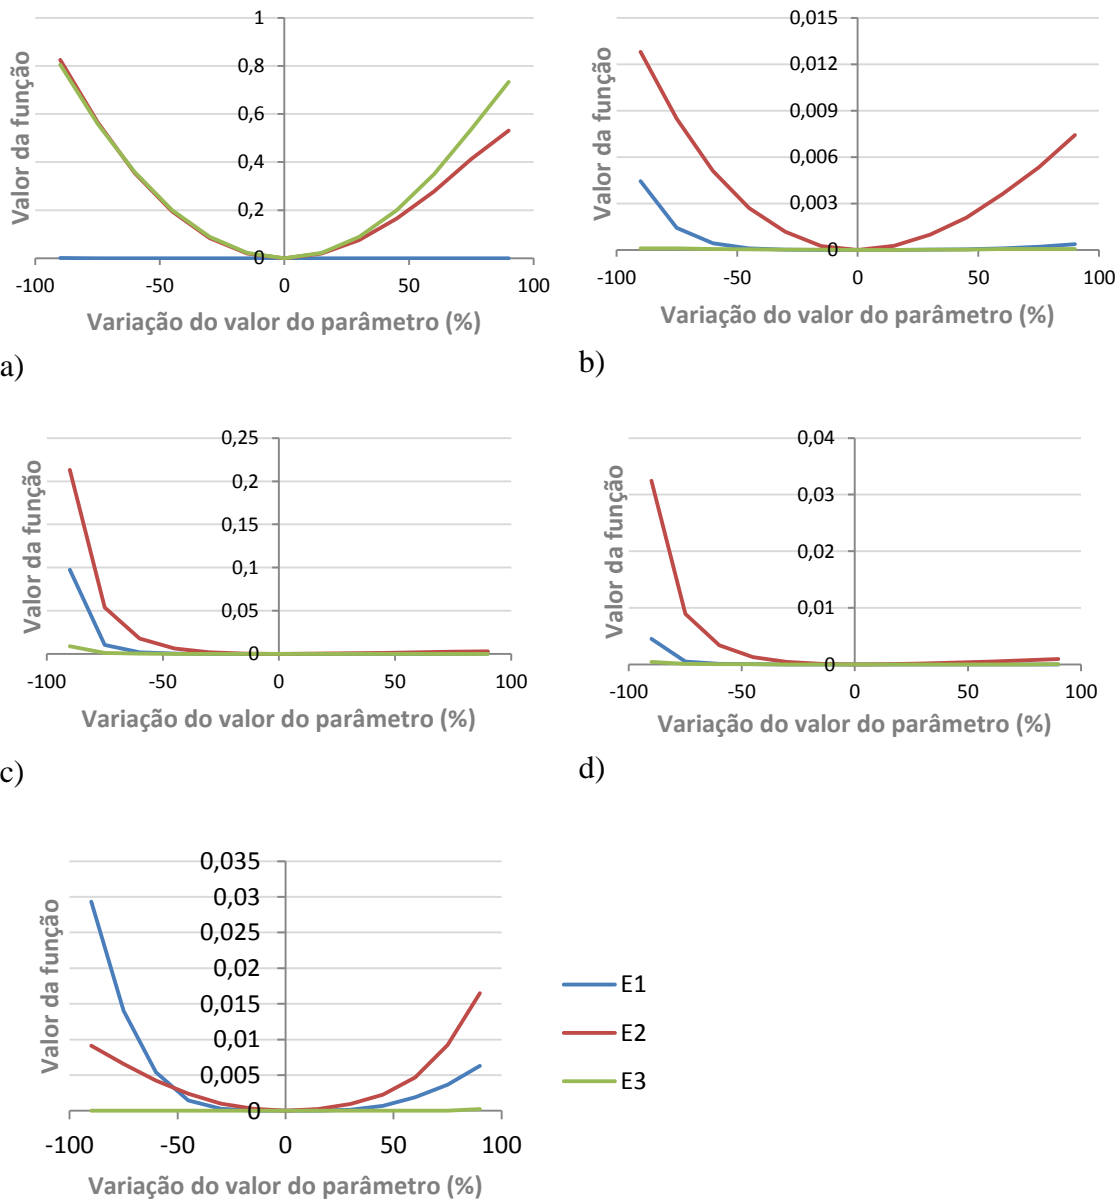 1
0,8
0,6
0,4
0,2
0
-100 -50 0 50 100
Valor da função
Variação do valor do parâmetro (%)
a)
0,015
0,012
0,009
0,006
0,003
0
-100 -50 0 50 100
Valor da função
Variação do valor do parâmetro (%)
b)
0,25
0,2
0,15
0,1
0,05
0
-100 -50 0 50 100
Valor da função
Variação do valor do parâmetro (%)
c)
0,04
0,03
0,02
0,01
0
-100 -50 0 50 100
Valor da função
Variação do valor do parâmetro (%)
d)
0,035
0,03
0,025
0,02
0,015
0,01
0,005
0
-100 -50 0 50 100
Valor da função
Variação do valor do parâmetro (%)
E1
E2
E3